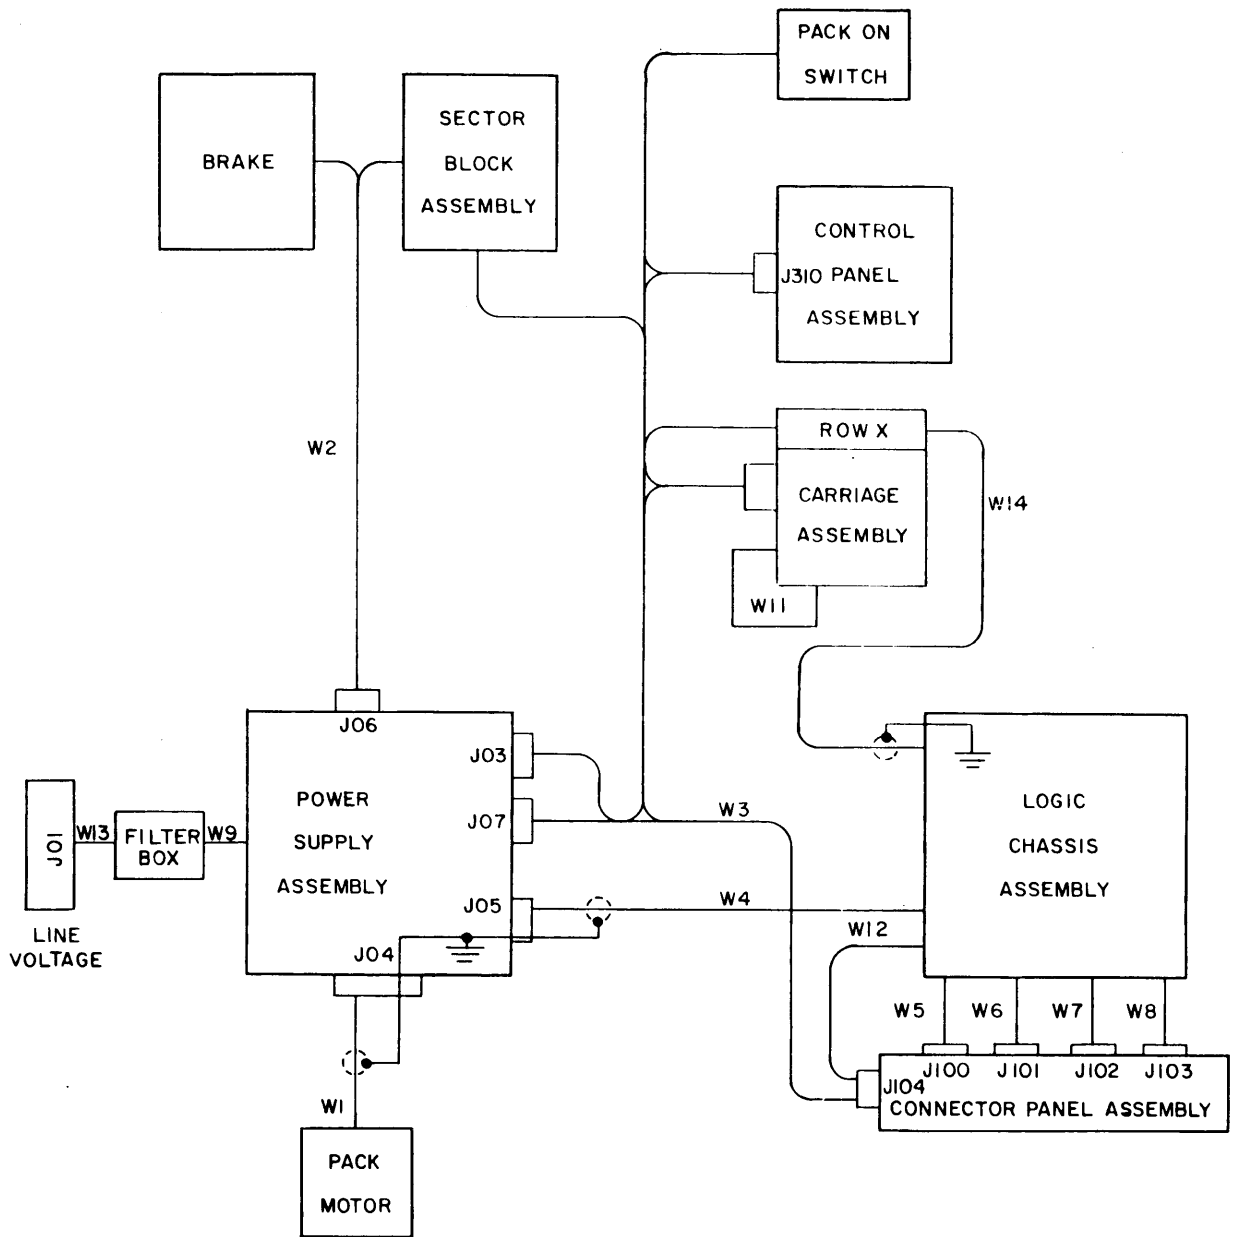 PACK ON
SWITCH
BRAKE
SECTOR
BLOCK
ASSEMBLY
CONTROL
J310 PANEL
ASSEMBLY
ROW X
CARRIAGE
ASSEMBLY
W2
W14
W11
J06
J03
POWER
SUPPLY
ASSEMBLY
J07
W3
J01
W13
FILTER
BOX
W9
LINE
VOLTAGE
J05
W4
J04
LOGIC
CHASSIS
ASSEMBLY
W12
W5
W6
W7
W8
J100
J101
J102
J103
J104
CONNECTOR PANEL ASSEMBLY
W1
PACK
MOTOR